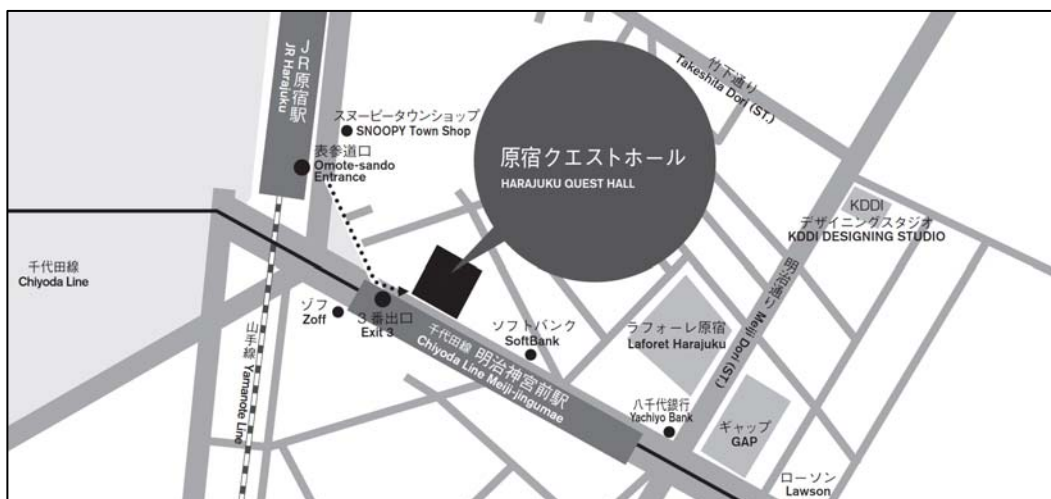 JR原宿駅
JR Harajuku
スヌーピータウンショップ
SNOOPY Town Shop
表参道口
Omote-sando
Entrance
原宿クエストホール
HARAJUKU QUEST HALL
竹下通り
Takeshita Dori (ST.)
KDDI
デザイニングスタジオ
KDDI DESIGNING STUDIO
千代田線
Chiyoda Line
ゾフ
Zoff
3番出口
Exit 3
山手線 Yamanote Line
千代田線 明治神宮前駅
Chiyoda Line Meiji-jingumae
ソフトバンク
SoftBank
ラフォーレ原宿
Laforet Harajuku
明治通り Meiji Dori (ST.)
八千代銀行
Yachiyo Bank
ギャップ
GAP
ローソン
Lawson